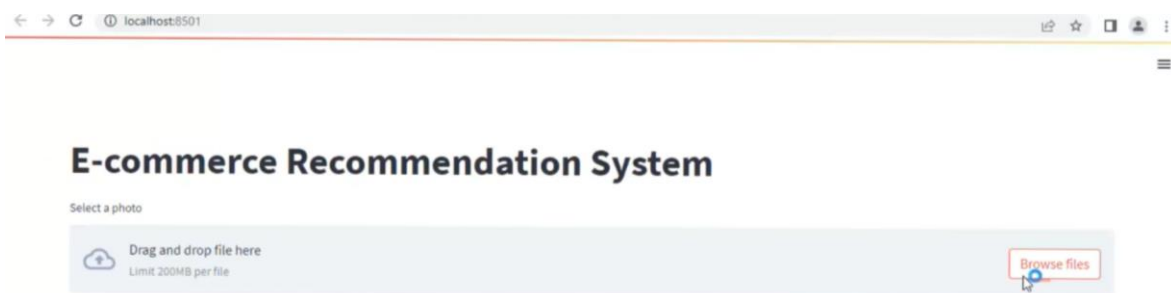 localhost:8501
E-commerce Recommendation System
Select a photo
Drag and drop file here
Limit 200MB per file
Browse files